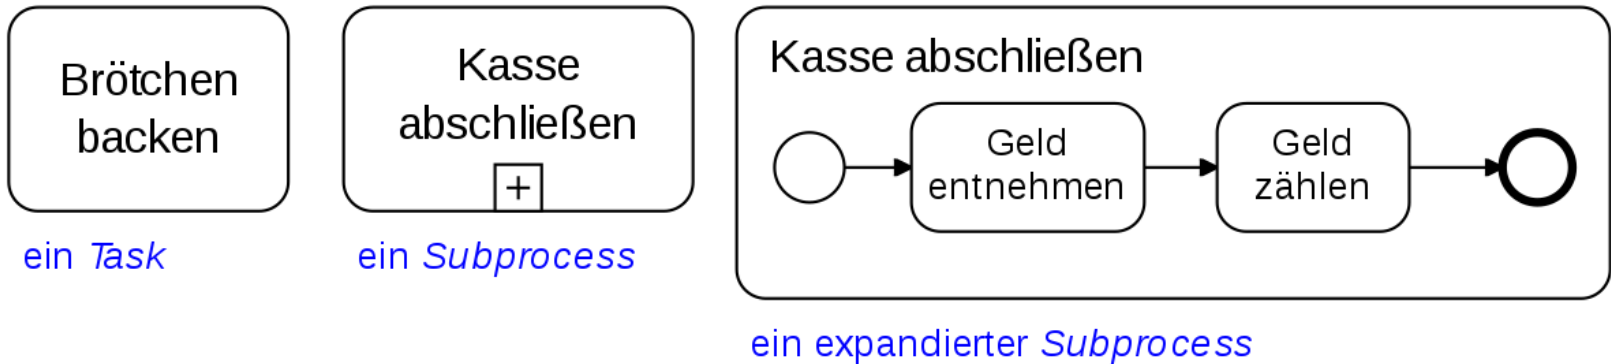 Brötchen
backen
ein Task
Kasse
abschließen
+
ein Subprocess
Kasse abschließen
Geld
entnehmen
Geld
zählen
ein expandierter Subprocess